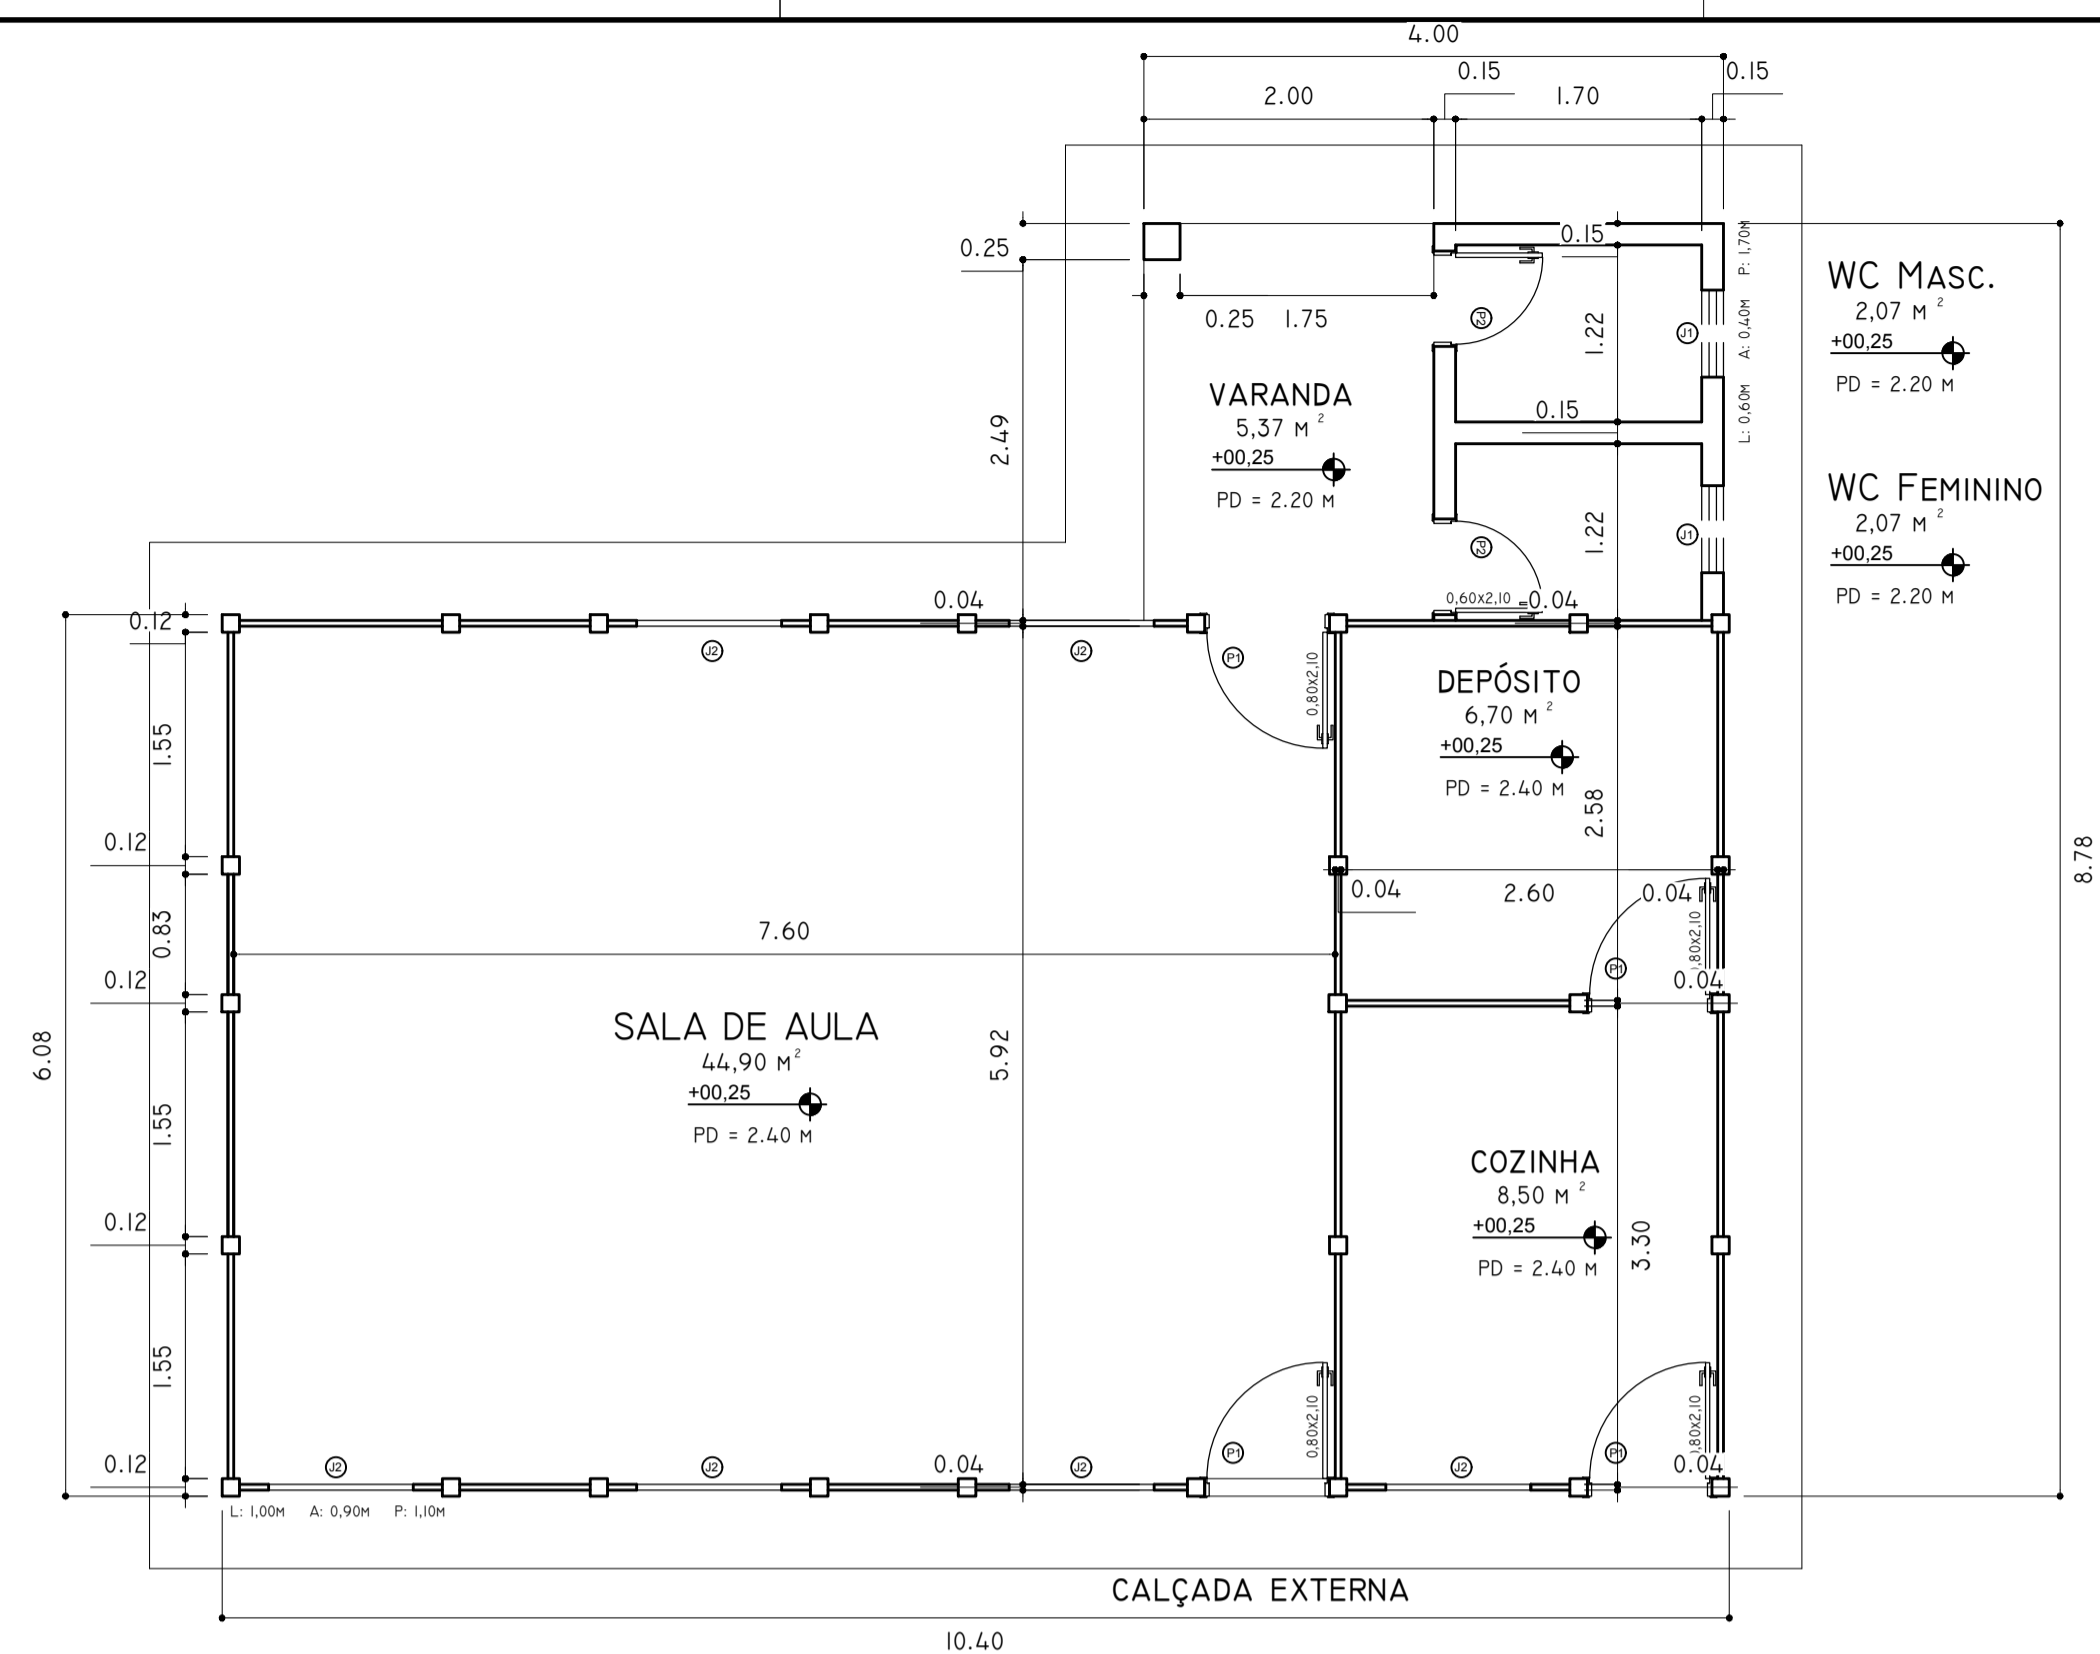 4.00
0.15
0.15
2.00
1.70
0.25
0.15
P: 1,70M
A: 0,40M
L: 0,60M
WC MASC.
2,07 M²
+00,25
PD = 2.20 M
0.25
1.75
P2
1.22
J1
VARANDA
5,37 M²
+00,25
PD = 2.20 M
2.49
0.15
WC FEMININO
2,07 M²
+00,25
PD = 2.20 M
P2
1.22
J1
0.12
0.04
0,60X2,10
0.04
J2
J2
P1
0,80X2,10
DEPÓSITO
6,70 M²
+00,25
PD = 2.40 M
1.55
2.58
0.12
8.78
0.04
2.60
0.04
0.83
7.60
0,80X2,10
P1
0.12
0.04
6.08
SALA DE AULA
44,90 M²
+00,25
PD = 2.40 M
5.92
1.55
COZINHA
8,50 M²
+00,25
PD = 2.40 M
3.30
0.12
1.55
0,80X2,10
0,80X2,10
P1
P1
0.12
J2
J2
0.04
J2
J2
0.04
L: 1,00M
A: 0,90M
P: 1,10M
CALÇADA EXTERNA
10.40